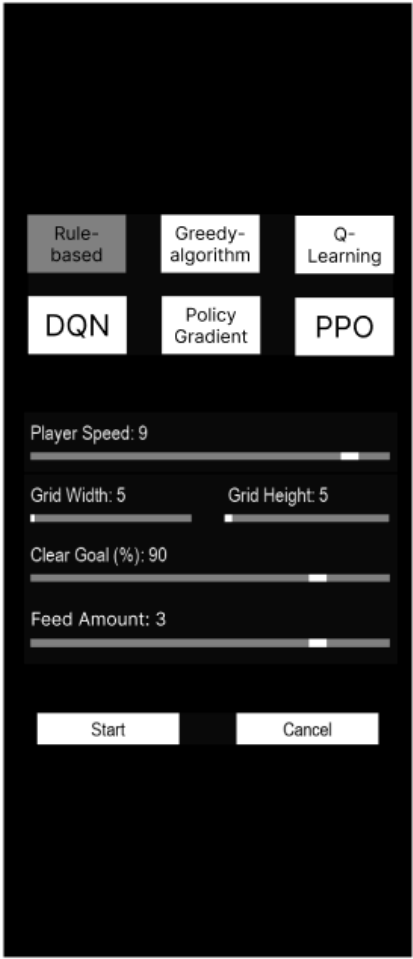 Rule-
based
Greedy-
algorithm
Q-
Learning
DQN
Policy
Gradient
PPO
Player Speed: 9
Grid Width: 5
Grid Height: 5
Clear Goal (%): 90
Feed Amount: 3
Start
Cancel